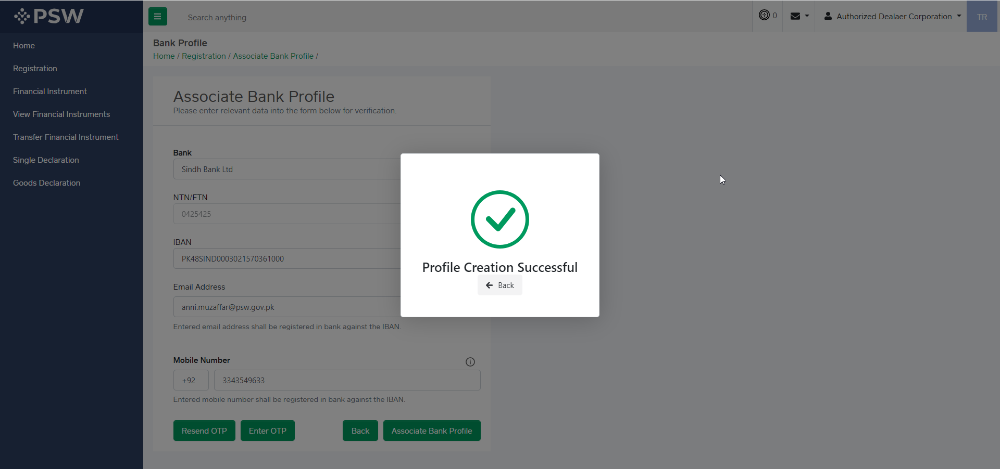 PSW
Search anything
0
Authorized Dealaer Corporation
TR
Home
Registration
Financial Instrument
View Financial Instruments
Transfer Financial Instrument
Single Declaration
Goods Declaration
Bank Profile
Home / Registration / Associate Bank Profile /
Associate Bank Profile
Please enter relevant data into the form below for verification.
Bank
Sindh Bank Ltd
NTN/FTN
0425425
IBAN
PK48SIND0003021570361000
Email Address
anni.muzaffar@psw.gov.pk
Entered email address shall be registered in bank against the IBAN.
Mobile Number
+92
3343549633
Entered mobile number shall be registered in bank against the IBAN.
Resend OTP
Enter OTP
Back
Associate Bank Profile
Profile Creation Successful
Back